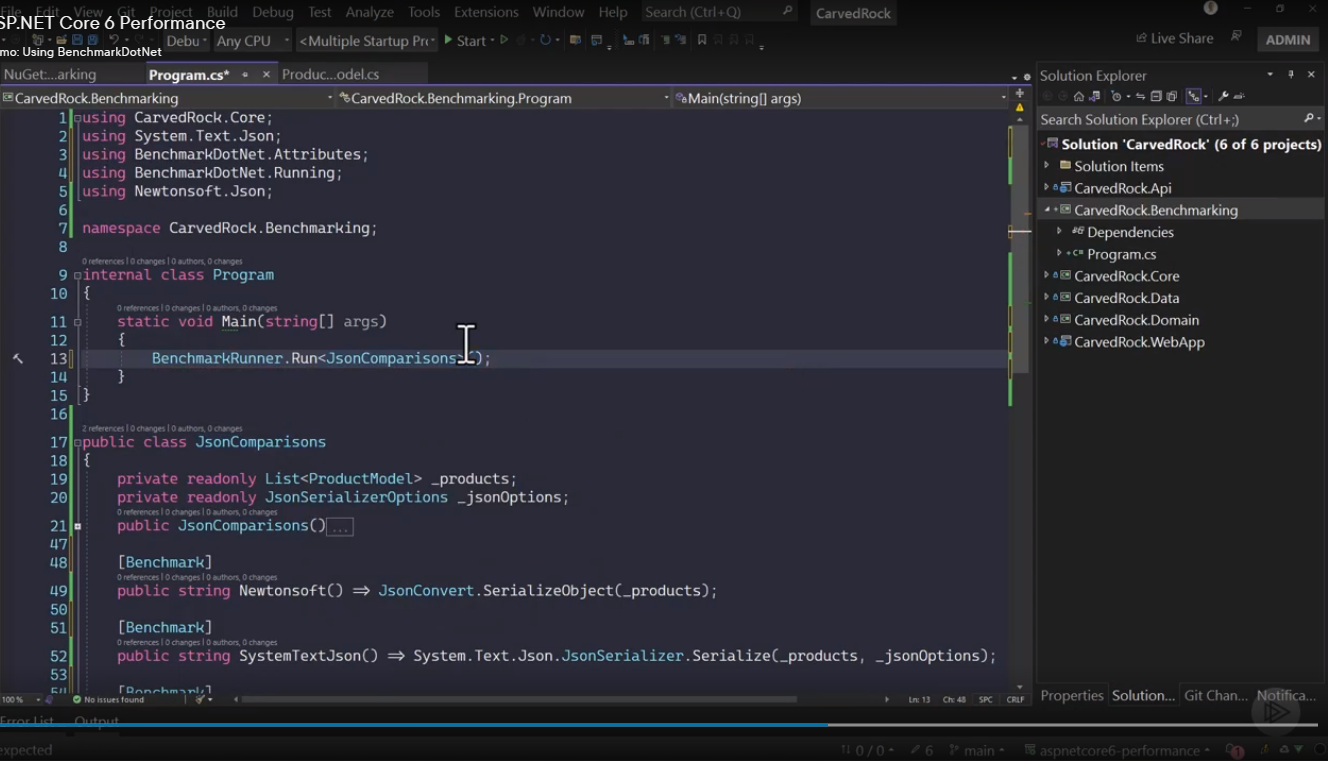 File Edit View Git Project Build Debug Test Analyze Tools Extensions Window Help Search (Ctrl+Q) CarvedRock
SP.NET Core 6 Performance
mo: Using BenchmarkDotNet
Debu Any CPU <Multiple Startup Pr Start Live Share ADMIN
NuGet:...arking Program.cs* Produc...odel.cs
CarvedRock.Benchmarking CarvedRock.Benchmarking.Program Main(string[] args)
1 using CarvedRock.Core;
2 using System.Text.Json;
3 using BenchmarkDotNet.Attributes;
4 using BenchmarkDotNet.Running;
5 using Newtonsoft.Json;
6
7 namespace CarvedRock.Benchmarking;
8
0 references | 0 changes | 0 authors, 0 changes
9 internal class Program
10 {
0 references | 0 changes | 0 authors, 0 changes
11 static void Main(string[] args)
12 {
13 BenchmarkRunner.Run<JsonComparisons>();
14 }
15 }
16
2 references | 0 changes | 0 authors, 0 changes
17 public class JsonComparisons
18 {
19 private readonly List<ProductModel> _products;
20 private readonly JsonSerializerOptions _jsonOptions;
0 references | 0 changes | 0 authors, 0 changes
21 public JsonComparisons()...
47
48 [Benchmark]
0 references | 0 changes | 0 authors, 0 changes
49 public string Newtonsoft() => JsonConvert.SerializeObject(_products);
50
51 [Benchmark]
0 references | 0 changes | 0 authors, 0 changes
52 public string SystemTextJson() => System.Text.Json.JsonSerializer.Serialize(_products, _jsonOptions);
53
54 [Benchmark]
100 % No issues found Ln: 13 Ch: 48 SPC CRLF
Error List Output
expected 0 / 0 6 main aspnetcore6-performance 1
Solution Explorer
Search Solution Explorer (Ctrl+;)
Solution 'CarvedRock' (6 of 6 projects)
Solution Items
CarvedRock.Api
CarvedRock.Benchmarking
Dependencies
Program.cs
CarvedRock.Core
CarvedRock.Data
CarvedRock.Domain
CarvedRock.WebApp
Properties Solution... Git Chan... Notifica...